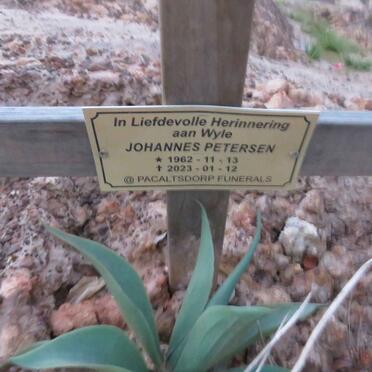 In Liefdevolle Herinnering
aan Wyle
JOHANNES PETERSEN
★ 1962 - 11 - 13
✝ 2023 - 01 - 12
@ PACALTSDORP FUNERALS